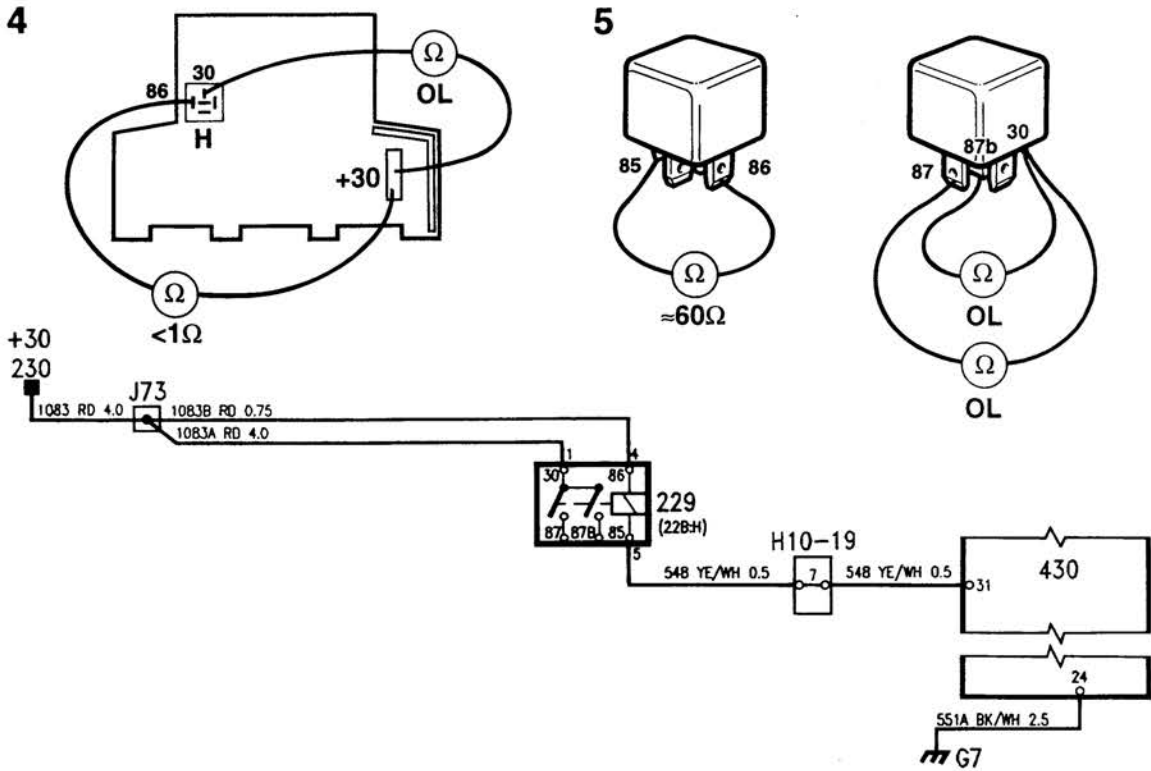 4
30
86
H
Ω
OL
+30
Ω
<1Ω
5
85
86
Ω
≈60Ω
87
87b
30
Ω
OL
Ω
OL
+30
230
J73
1083 RD 4.0
1083B RD 0.75
1083A RD 4.0
1
4
30
86
229
(22B:H)
87
87B
85
5
H10-19
548 YE/WH 0.5
7
548 YE/WH 0.5
31
430
24
551A BK/WH 2.5
G7